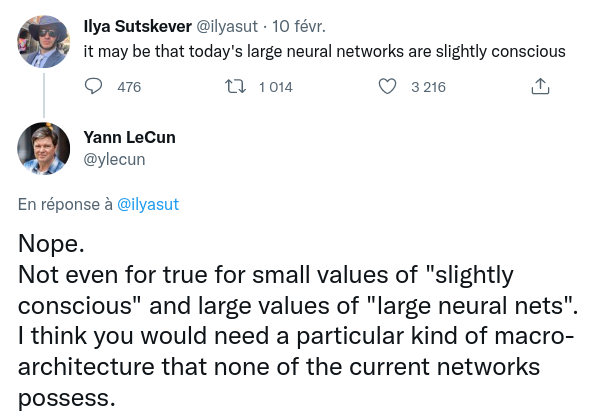 Ilya Sutskever @ilyasut · 10 févr.
it may be that today's large neural networks are slightly conscious
476 1 014 3 216
Yann LeCun
@ylecun
En réponse à @ilyasut
Nope.
Not even for true for small values of "slightly
conscious" and large values of "large neural nets".
I think you would need a particular kind of macro-
architecture that none of the current networks
possess.